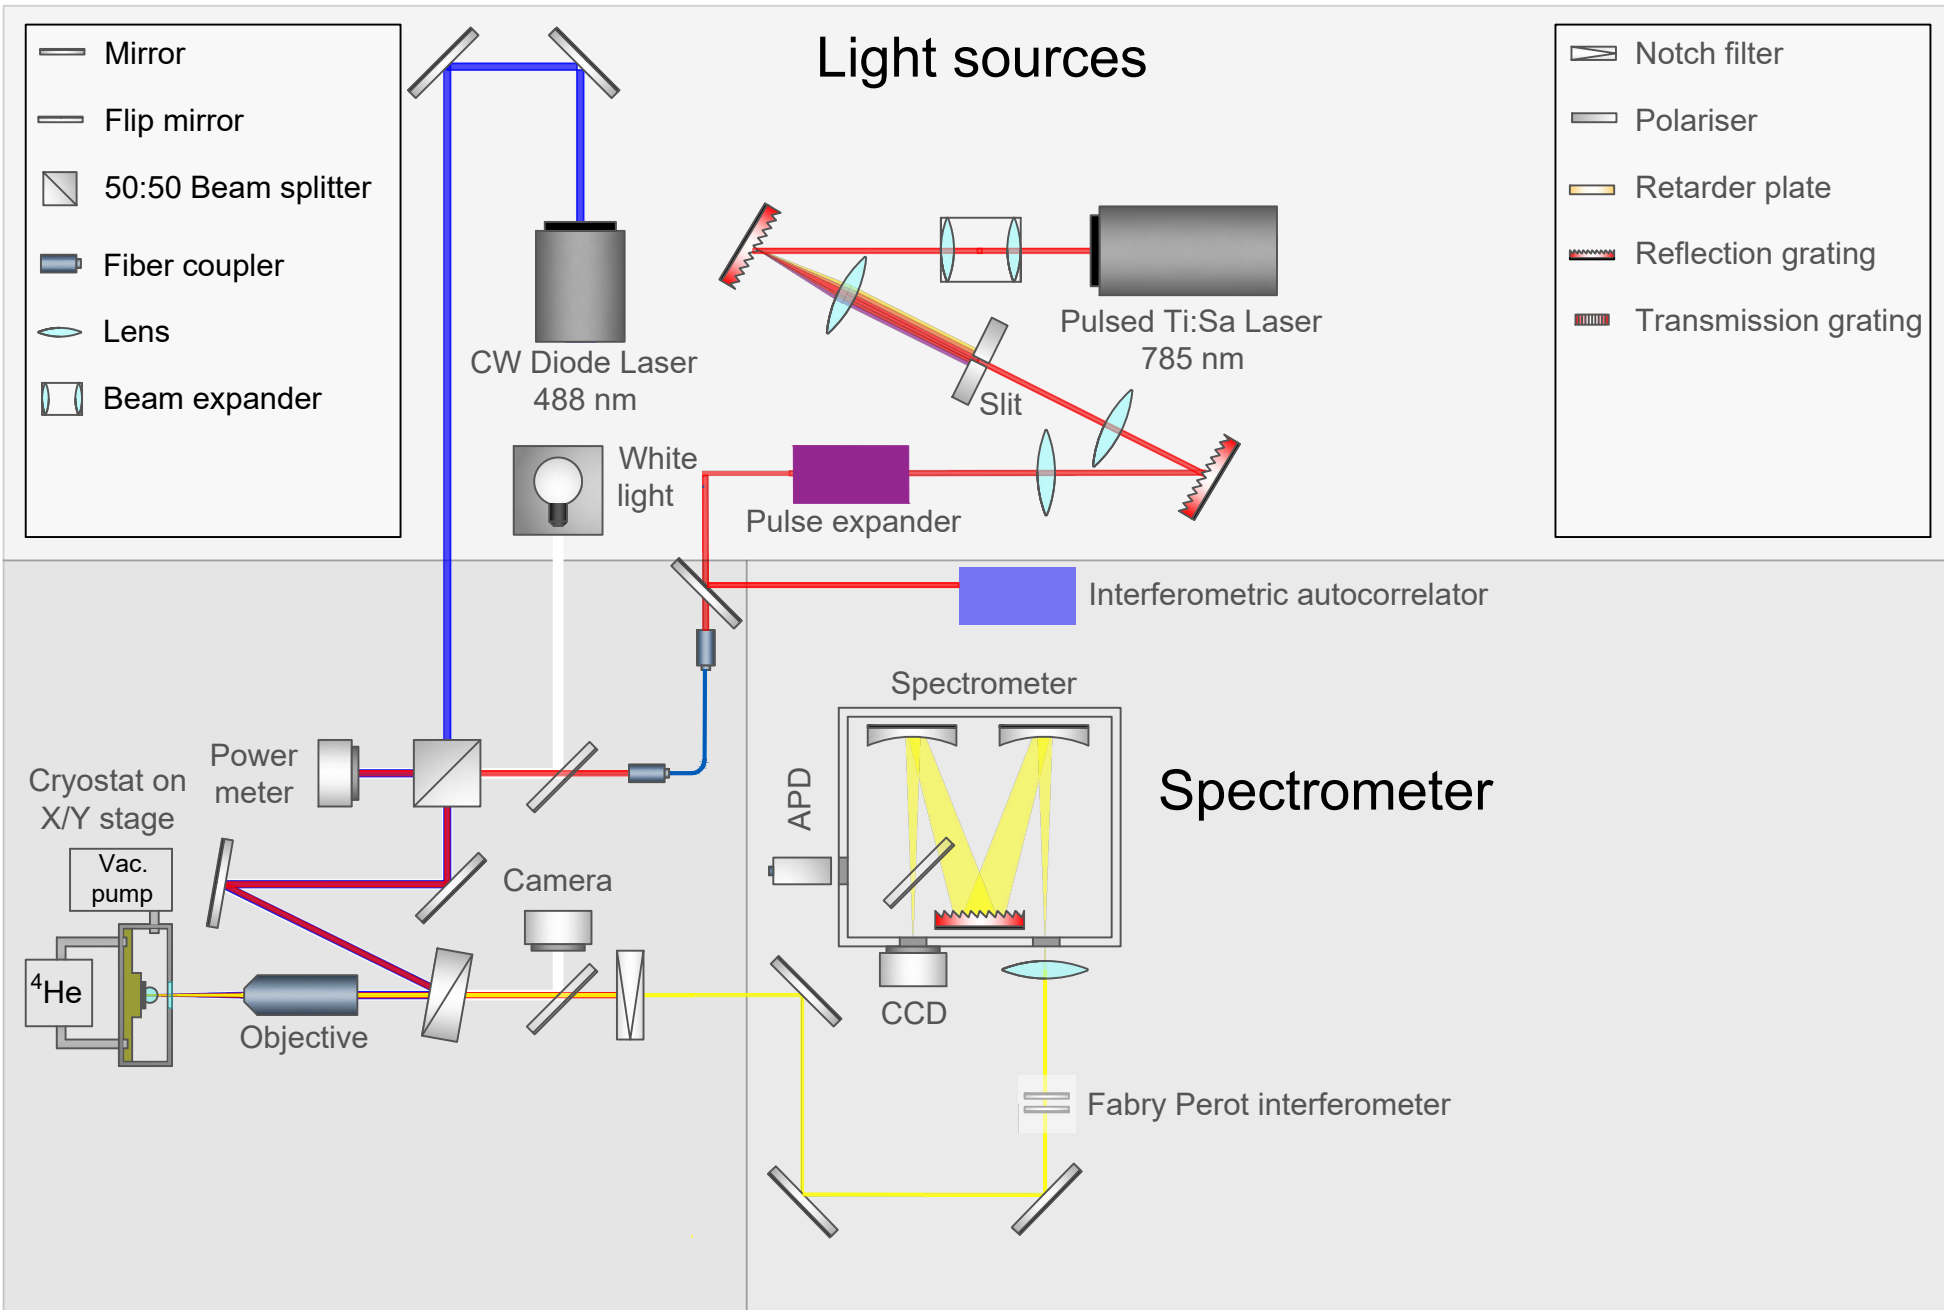 Light sources
Mirror
Flip mirror
50:50 Beam splitter
Fiber coupler
Lens
Beam expander
Notch filter
Polariser
Retarder plate
Reflection grating
Transmission grating
CW Diode Laser
488 nm
Pulsed Ti:Sa Laser
785 nm
Slit
White
light
Pulse expander
Interferometric autocorrelator
Spectrometer
Power
meter
Cryostat on
X/Y stage
Vac.
pump
⁴He
Objective
Camera
APD
CCD
Spectrometer
Fabry Perot interferometer